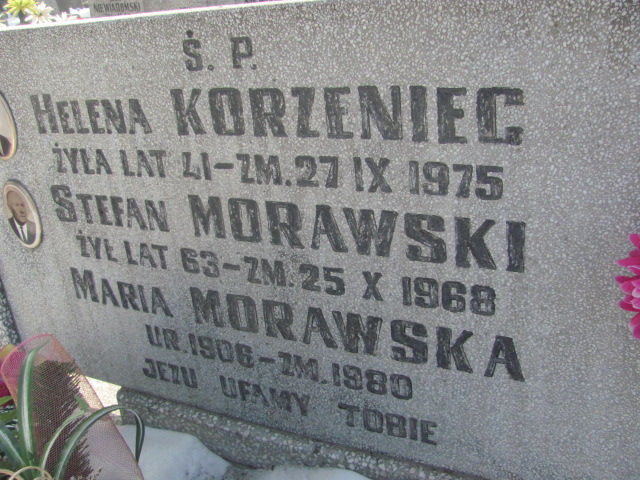 NIEWIADOMSKI
Ś. P.
HELENA KORZENIEC
ŻYŁA LAT 41-ZM.27 IX 1975
STEFAN MORAWSKI
ŻYŁ LAT 63-ZM.25 X 1968
MARIA MORAWSKA
UR.1906-ZM.1980
JEZU UFAMY TOBIE